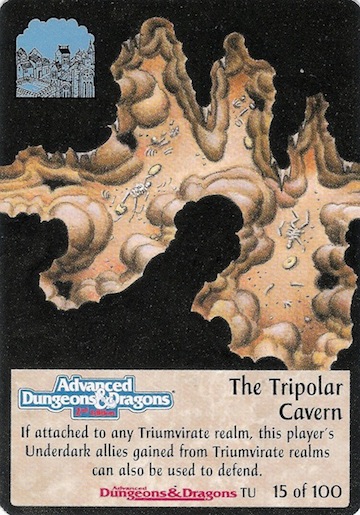 Advanced
Dungeons & Dragons®
2nd Edition
The Tripolar
Cavern
If attached to any Triumvirate realm, this player's
Underdark allies gained from Triumvirate realms
can also be used to defend.
Advanced
Dungeons & Dragons TU 15 of 100